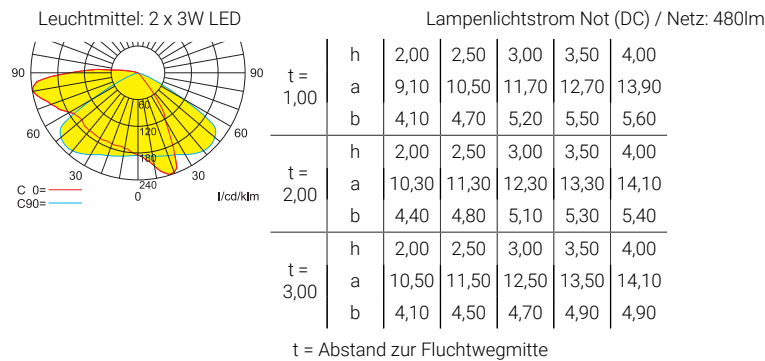 Leuchtmittel: 2 x 3W LED
Lampenlichtstrom Not (DC) / Netz: 480lm
90 90
60 60
30 30
0
60
120
180
240
C 0=
C90=
l/cd/klm
t = 1,00
h 2,00 2,50 3,00 3,50 4,00
a 9,10 10,50 11,70 12,70 13,90
b 4,10 4,70 5,20 5,50 5,60
t = 2,00
h 2,00 2,50 3,00 3,50 4,00
a 10,30 11,30 12,30 13,30 14,10
b 4,40 4,80 5,10 5,30 5,40
t = 3,00
h 2,00 2,50 3,00 3,50 4,00
a 10,50 11,50 12,50 13,50 14,10
b 4,10 4,50 4,70 4,90 4,90
t = Abstand zur Fluchtwegmitte